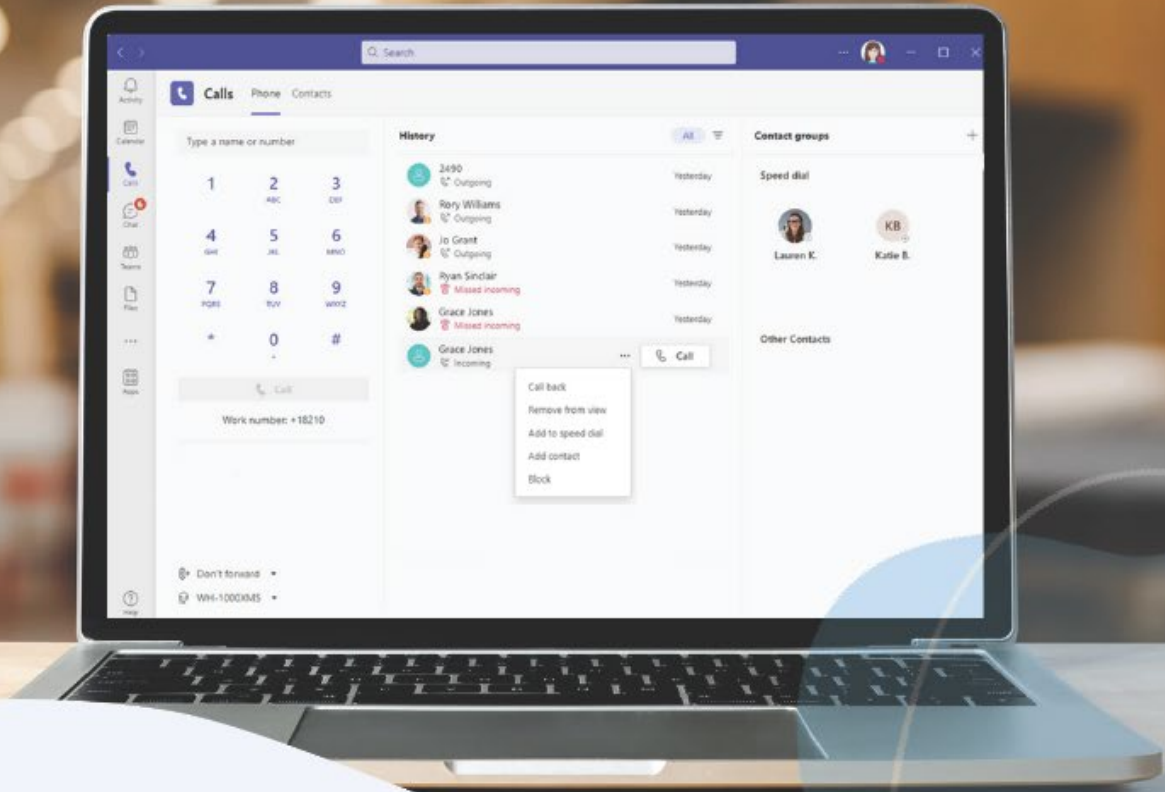 Search
Activity
Calendar
Calls
Chat
6
Teams
Files
Apps
Help
Calls Phone Contacts
Type a name or number
1 2 3
ABC DEF
4 5 6
GHI JKL MNO
7 8 9
PQRS TUV WXYZ
* 0 #
Call
Work number: +18210
Don't forward
WH-1000XM5
History All
2490
Outgoing Yesterday
Rory Williams
Outgoing Yesterday
Jo Grant
Outgoing Yesterday
Ryan Sinclair
Missed incoming Yesterday
Grace Jones
Missed incoming Yesterday
Grace Jones
Incoming
... Call
Call back
Remove from view
Add to speed dial
Add contact
Block
Contact groups +
Speed dial
KB
Lauren K. Katie B.
Other Contacts